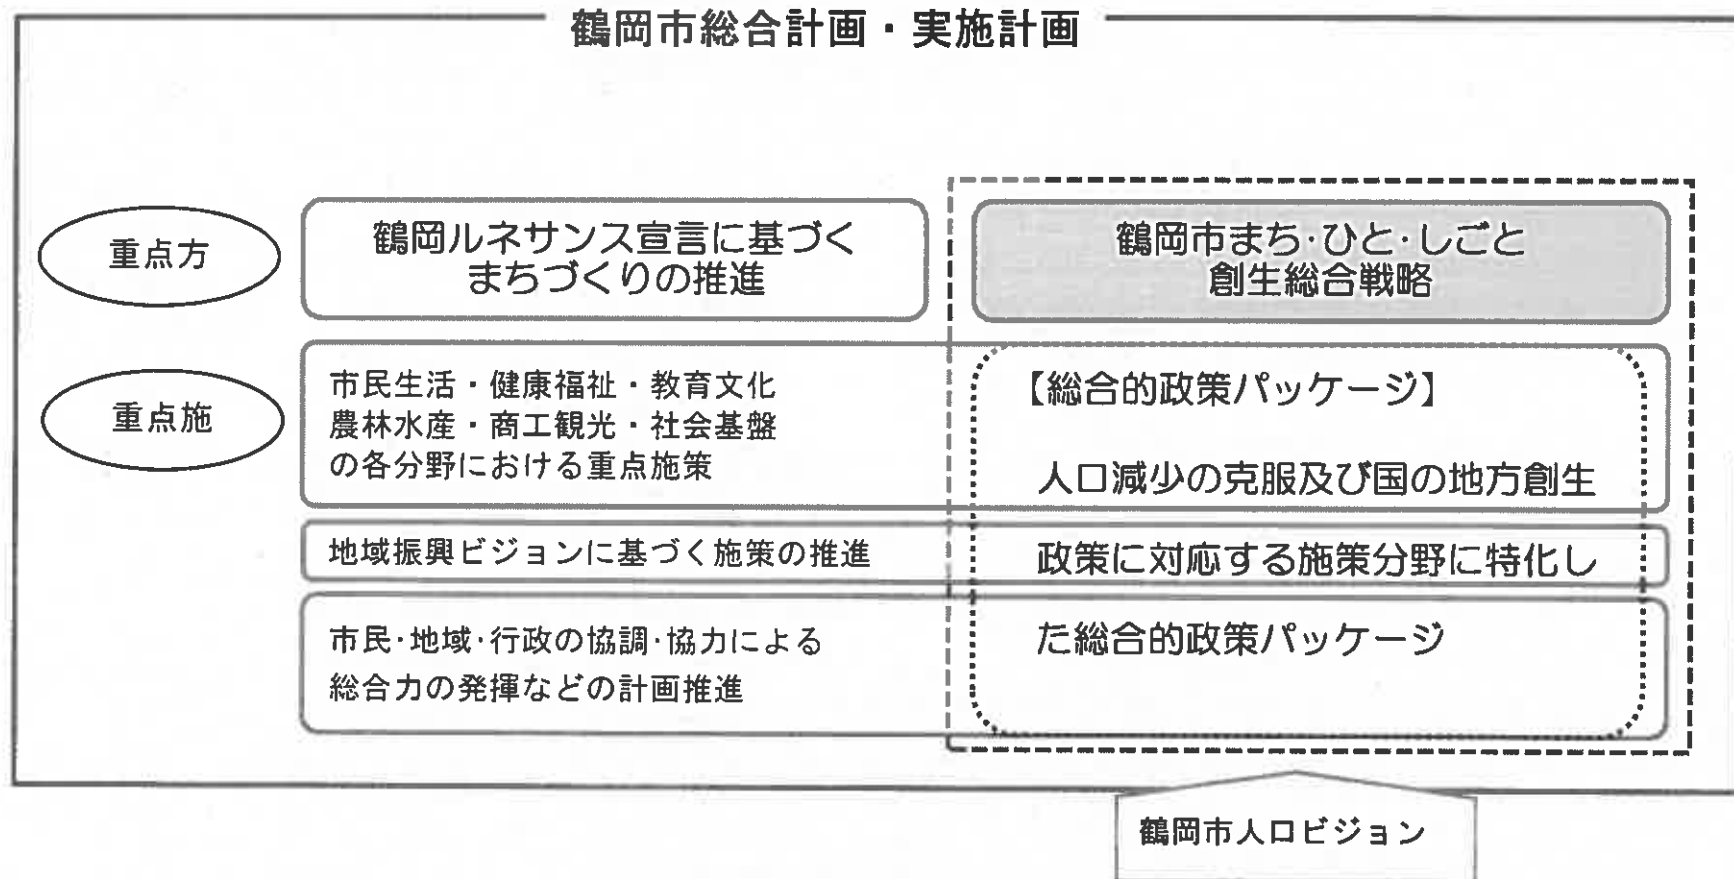 鶴岡市総合計画・実施計画
重点方
鶴岡ルネサンス宣言に基づく
まちづくりの推進
鶴岡市まち・ひと・しごと
創生総合戦略
重点施
市民生活・健康福祉・教育文化
農林水産・商工観光・社会基盤
の各分野における重点施策
地域振興ビジョンに基づく施策の推進
市民・地域・行政の協調・協力による
総合力の発揮などの計画推進
【総合的政策パッケージ】
人口減少の克服及び国の地方創生
政策に対応する施策分野に特化し
た総合的政策パッケージ
鶴岡市人口ビジョン